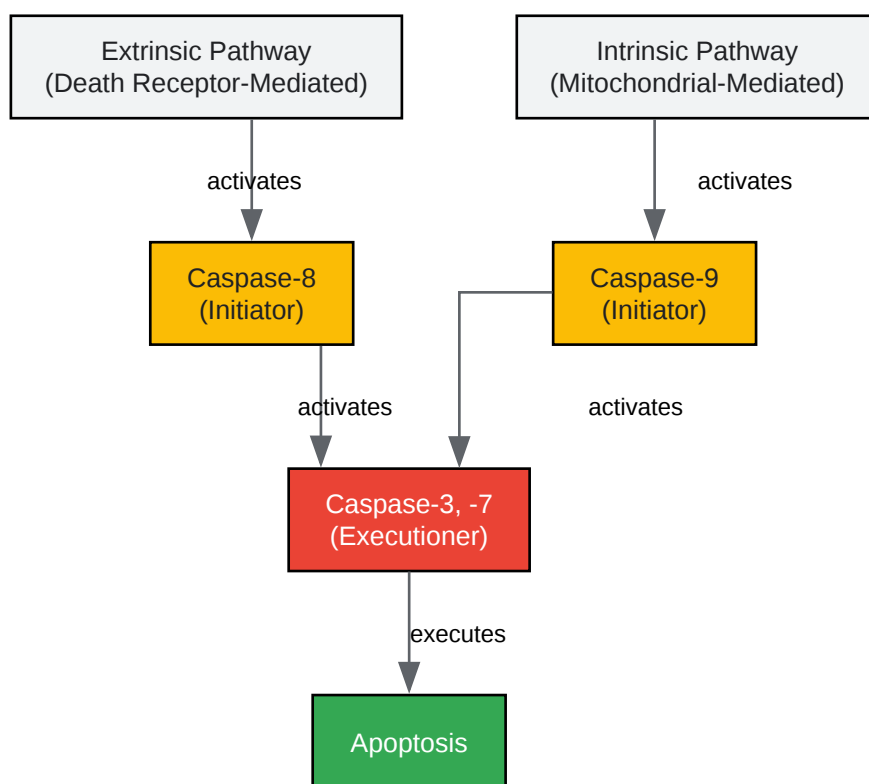 Extrinsic Pathway
(Death Receptor-Mediated)
Intrinsic Pathway
(Mitochondrial-Mediated)
activates
activates
Caspase-8
(Initiator)
Caspase-9
(Initiator)
activates
activates
Caspase-3, -7
(Executioner)
executes
Apoptosis